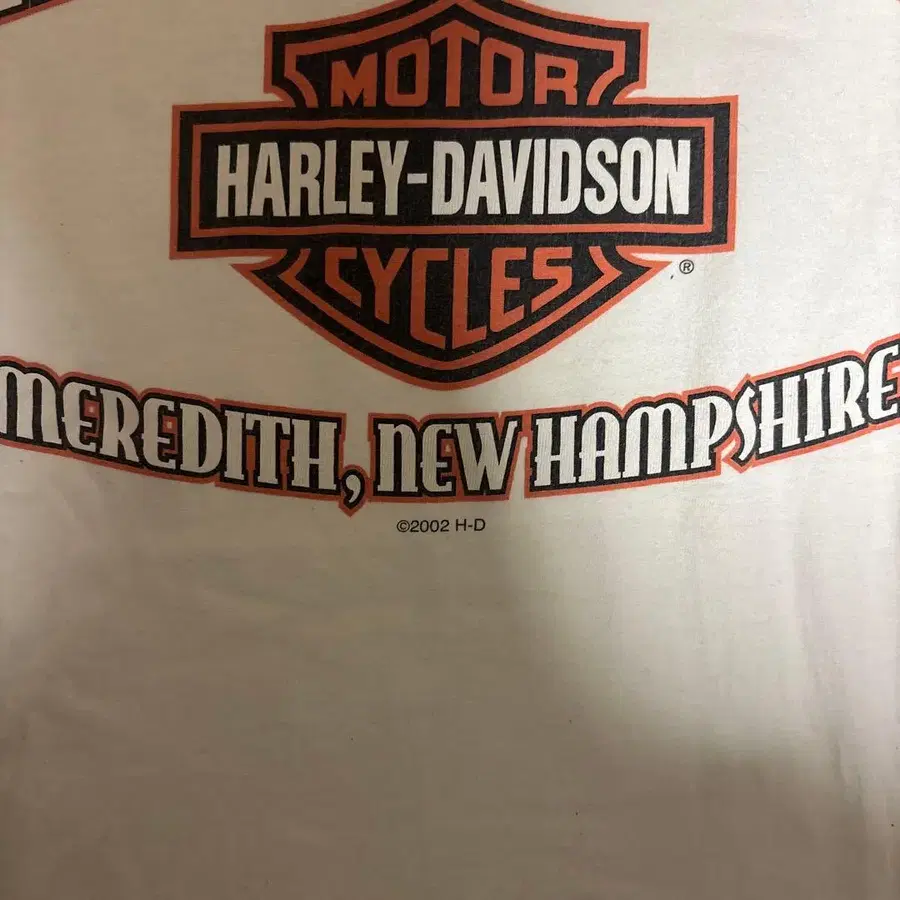 MOTOR
HARLEY-DAVIDSON
CYCLES
®
MEREDITH, NEW HAMPSHIRE
©2002 H-D